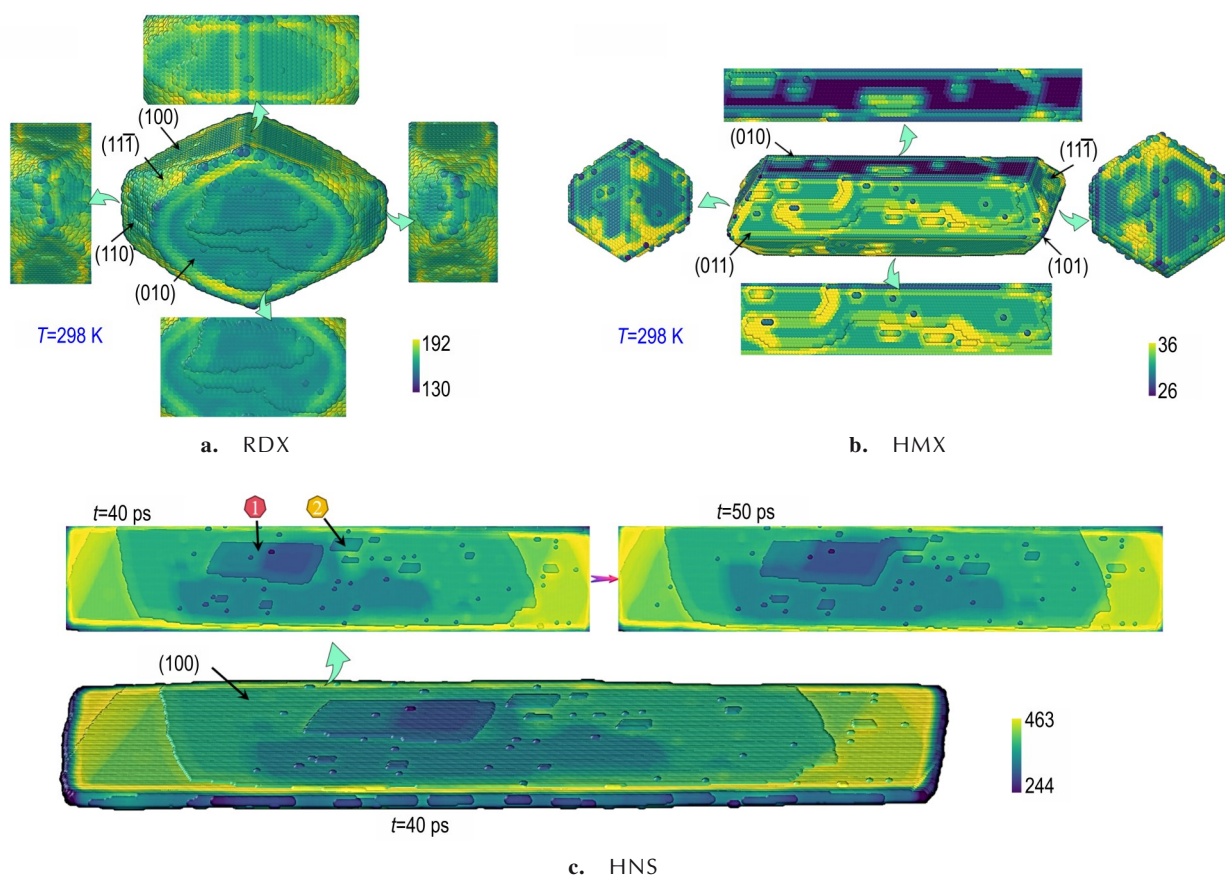 (100)
(111̅)
(110)
(010)
T=298 K
192
130
a. RDX
(010)
(111̅)
(011)
(101)
T=298 K
36
26
b. HMX
t=40 ps
1
2
t=50 ps
(100)
463
244
t=40 ps
c. HNS